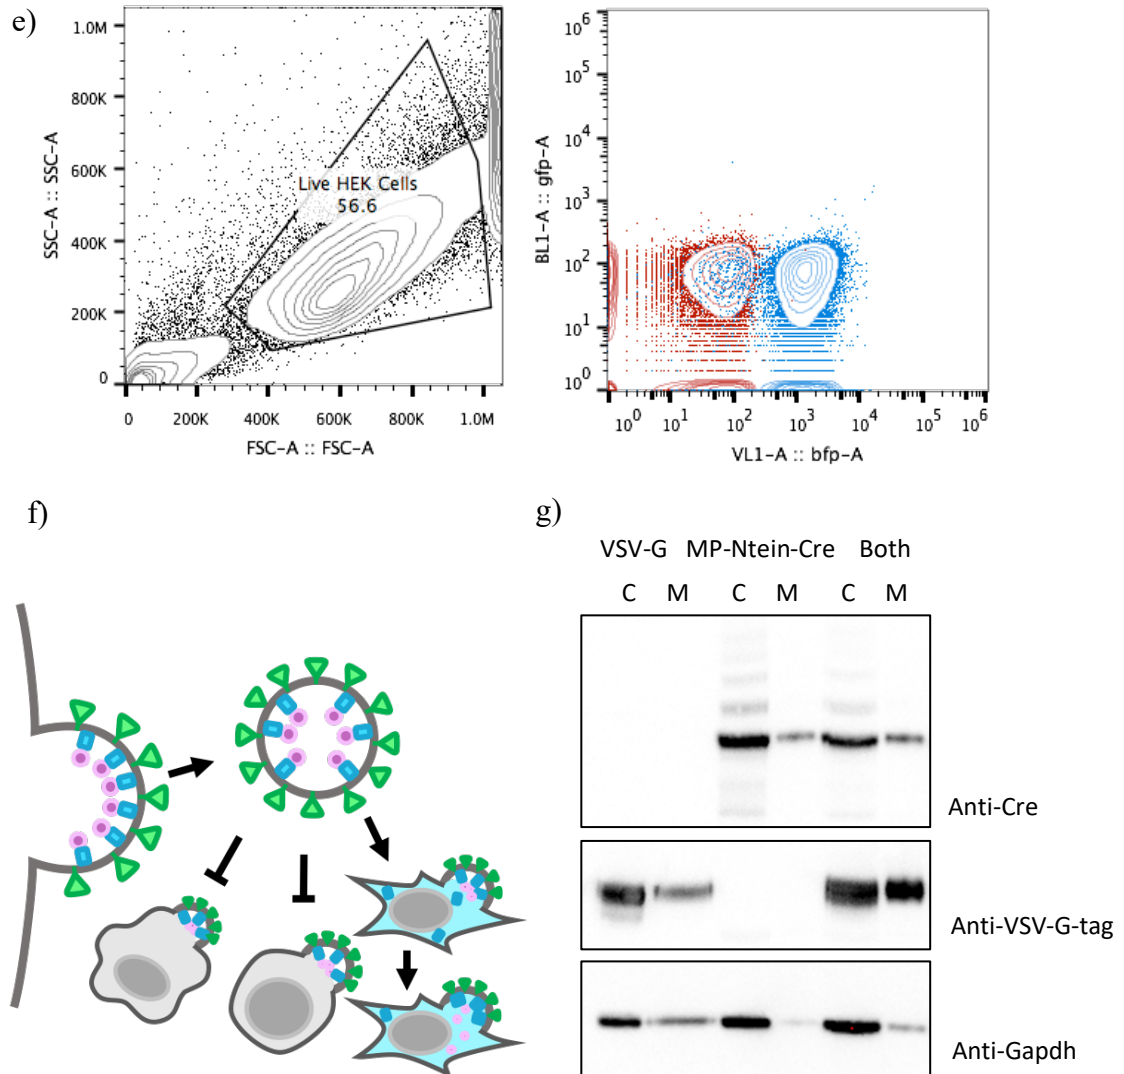 e)
1.0M
800K
600K
400K
200K
0
SSC-A :: SSC-A
Live HEK Cells
56.6
0 200K 400K 600K 800K 1.0M
FSC-A :: FSC-A
10^6
10^5
10^4
10^3
10^2
10^1
10^0
BL1-A :: gfp-A
10^0 10^1 10^2 10^3 10^4 10^5 10^6
VL1-A :: bfp-A
f)
g)
VSV-G MP-Ntein-Cre Both
C M C M C M
Anti-Cre
Anti-VSV-G-tag
Anti-Gapdh